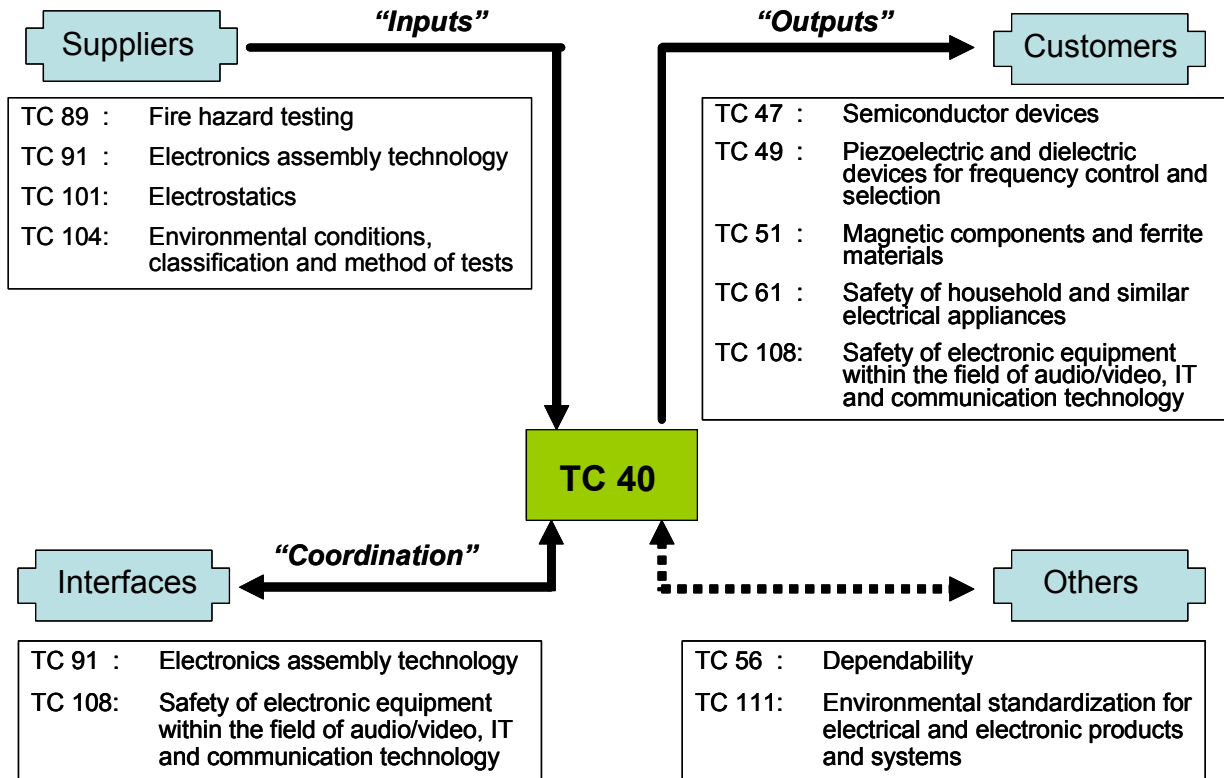 Suppliers
“Inputs”
TC 89 : Fire hazard testing
TC 91 : Electronics assembly technology
TC 101: Electrostatics
TC 104: Environmental conditions,
classification and method of tests
“Outputs”
Customers
TC 47 : Semiconductor devices
TC 49 : Piezoelectric and dielectric
devices for frequency control and
selection
TC 51 : Magnetic components and ferrite
materials
TC 61 : Safety of household and similar
electrical appliances
TC 108: Safety of electronic equipment
within the field of audio/video, IT
and communication technology
TC 40
“Coordination”
Interfaces
TC 91 : Electronics assembly technology
TC 108: Safety of electronic equipment
within the field of audio/video, IT
and communication technology
Others
TC 56 : Dependability
TC 111: Environmental standardization for
electrical and electronic products
and systems